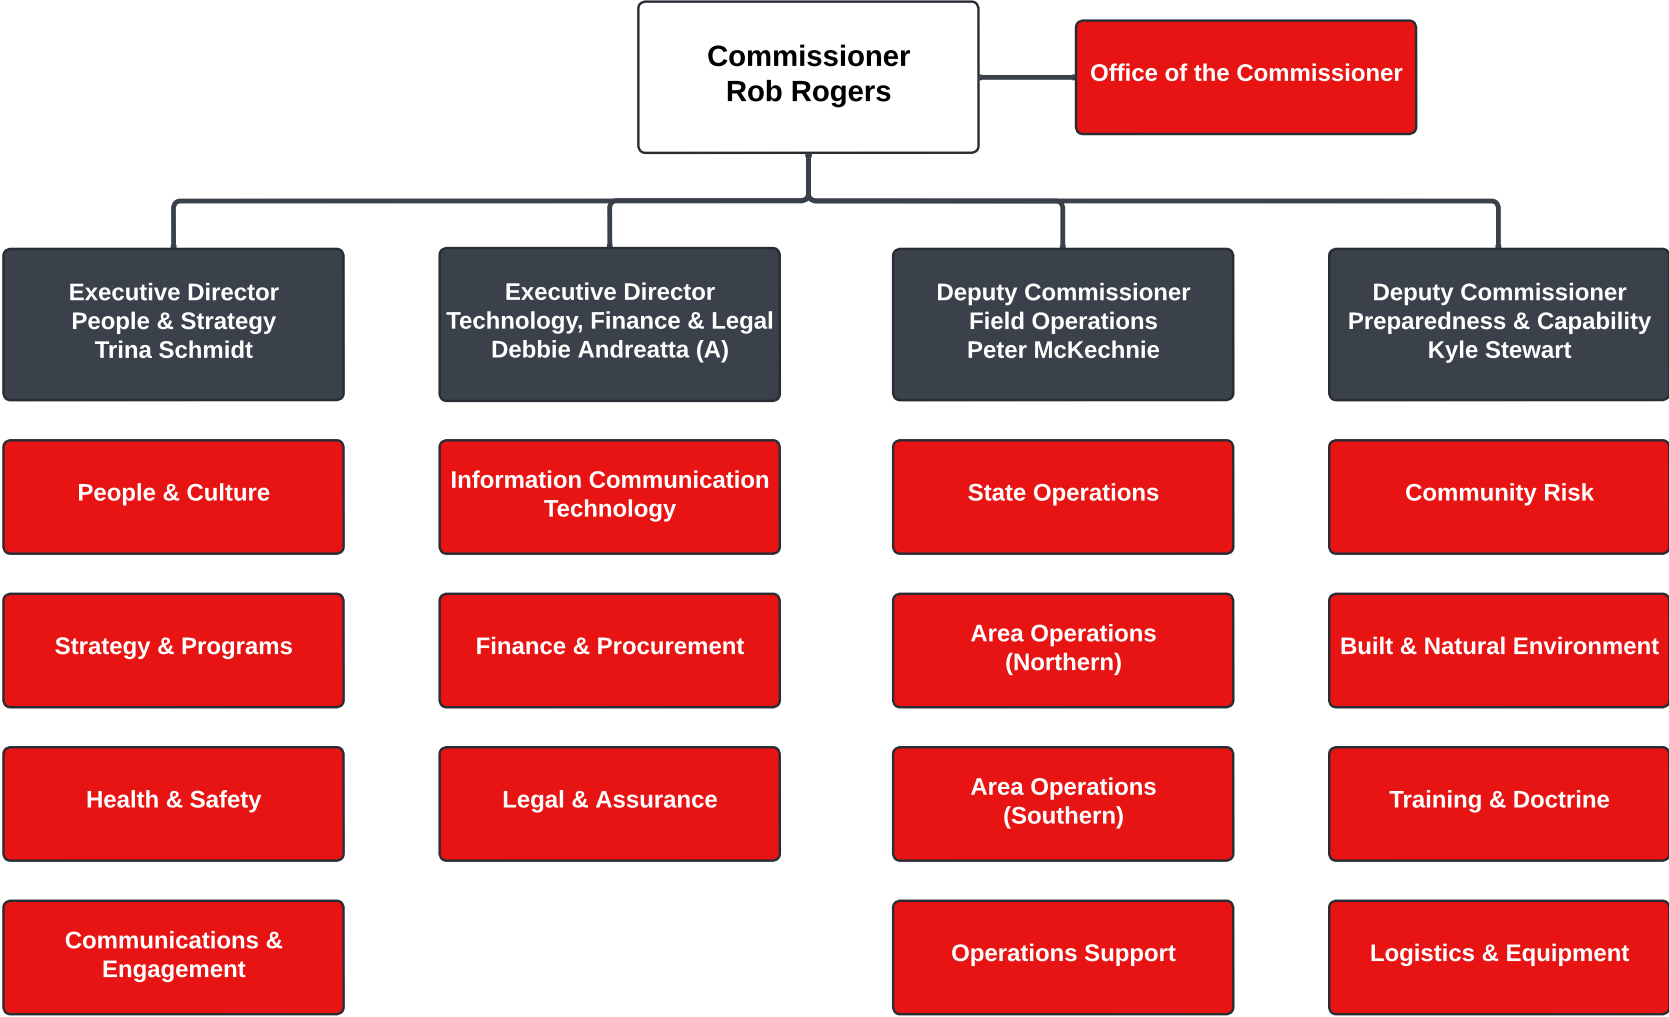 Commissioner
Rob Rogers
Office of the Commissioner
Executive Director
People & Strategy
Trina Schmidt
Executive Director
Technology, Finance & Legal
Debbie Andreatta (A)
Deputy Commissioner
Field Operations
Peter McKechnie
Deputy Commissioner
Preparedness & Capability
Kyle Stewart
People & Culture
Information Communication
Technology
State Operations
Community Risk
Strategy & Programs
Finance & Procurement
Area Operations
(Northern)
Built & Natural Environment
Health & Safety
Legal & Assurance
Area Operations
(Southern)
Training & Doctrine
Communications &
Engagement
Operations Support
Logistics & Equipment